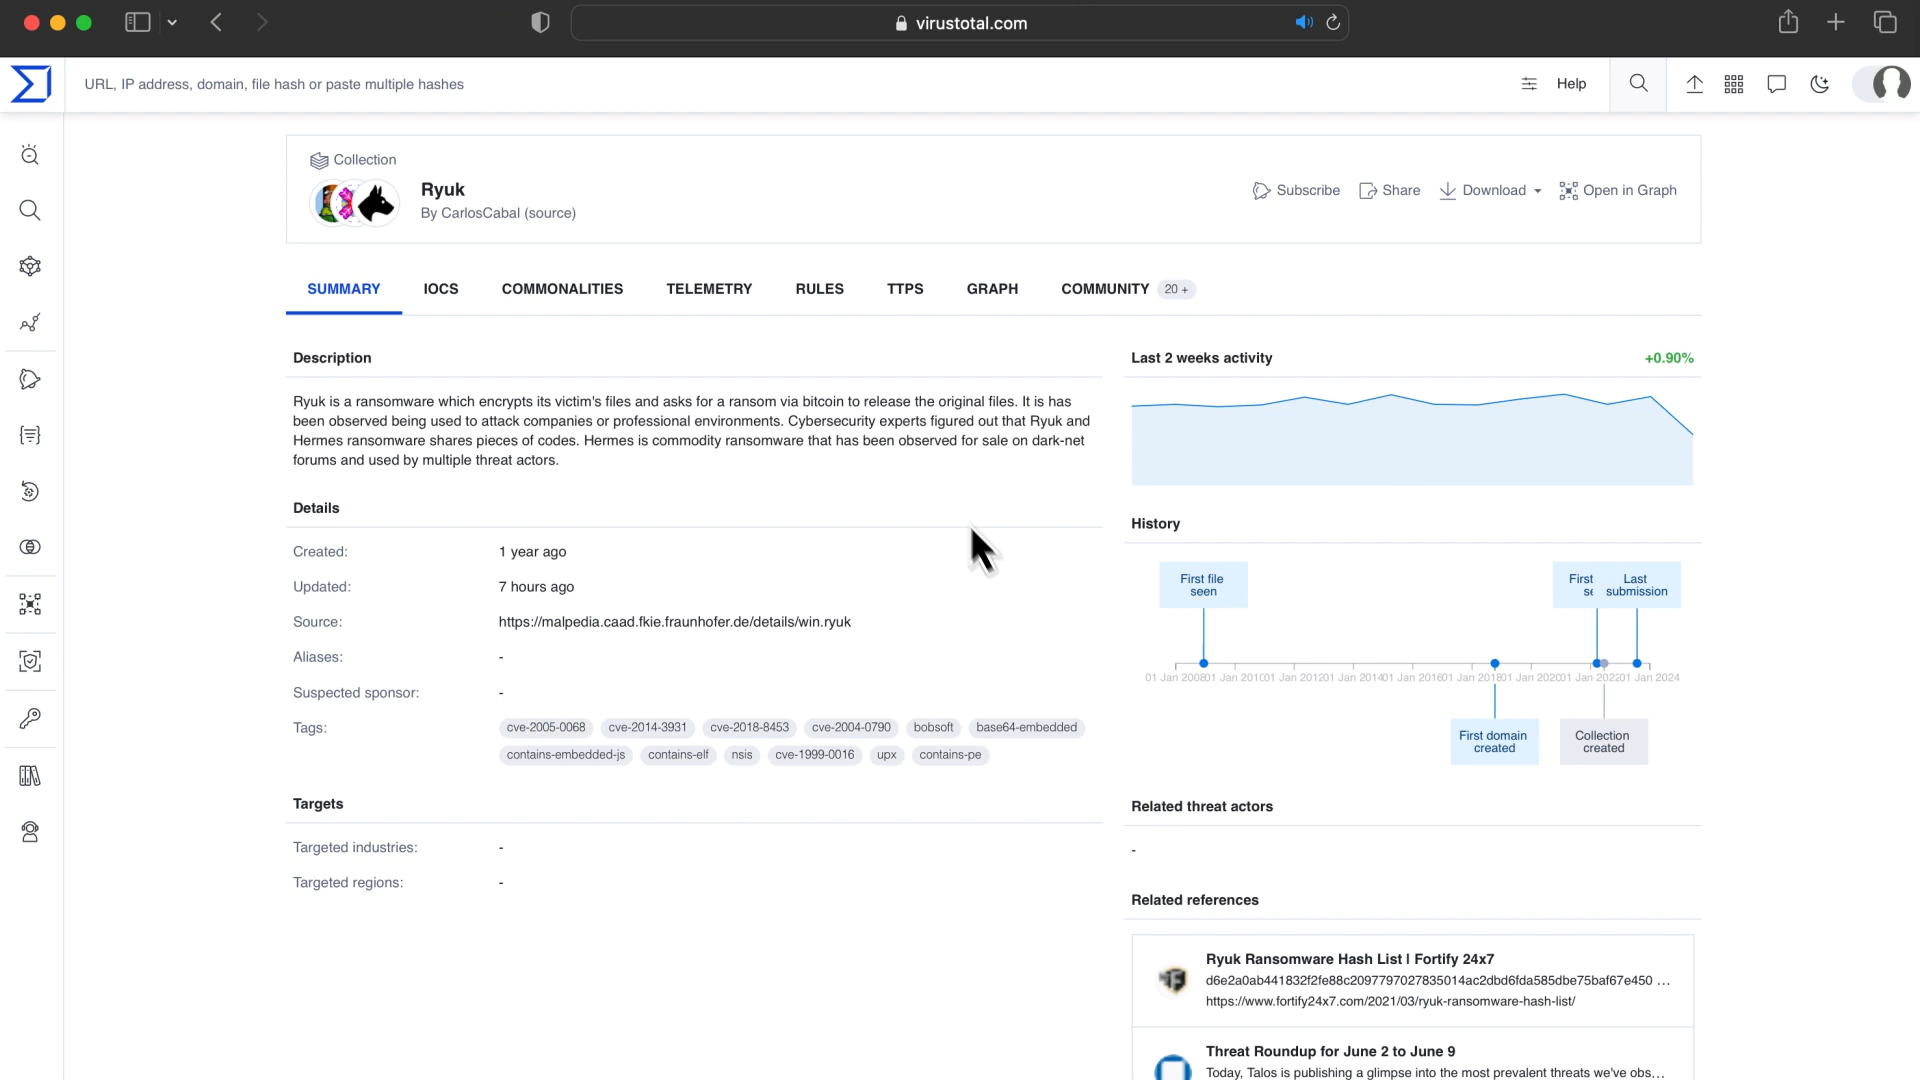 virustotal.com
URL, IP address, domain, file hash or paste multiple hashes
Help
Collection
Ryuk
By CarlosCabal (source)
Subscribe
Share
Download
Open in Graph
SUMMARY
IOCS
COMMONALITIES
TELEMETRY
RULES
TTPS
GRAPH
COMMUNITY 20 +
Description
Ryuk is a ransomware which encrypts its victim's files and asks for a ransom via bitcoin to release the original files. It is has
been observed being used to attack companies or professional environments. Cybersecurity experts figured out that Ryuk and
Hermes ransomware shares pieces of codes. Hermes is commodity ransomware that has been observed for sale on dark-net
forums and used by multiple threat actors.
Details
Created: 1 year ago
Updated: 7 hours ago
Source: https://malpedia.caad.fkie.fraunhofer.de/details/win.ryuk
Aliases: -
Suspected sponsor: -
Tags: cve-2005-0068 cve-2014-3931 cve-2018-8453 cve-2004-0790 bobsoft base64-embedded
contains-embedded-js contains-elf nsis cve-1999-0016 upx contains-pe
Targets
Targeted industries: -
Targeted regions: -
Last 2 weeks activity +0.90%
History
First file
seen
First
se
Last
submission
01 Jan 2008 01 Jan 2010 01 Jan 2012 01 Jan 2014 01 Jan 2016 01 Jan 2018 01 Jan 2020 01 Jan 2022 01 Jan 2024
First domain
created
Collection
created
Related threat actors
-
Related references
Ryuk Ransomware Hash List | Fortify 24x7
d6e2a0ab441832f2fe88c2097797027835014ac2dbd6fda585dbe75baf67e450 ...
https://www.fortify24x7.com/2021/03/ryuk-ransomware-hash-list/
Threat Roundup for June 2 to June 9
Today, Talos is publishing a glimpse into the most prevalent threats we've obs...